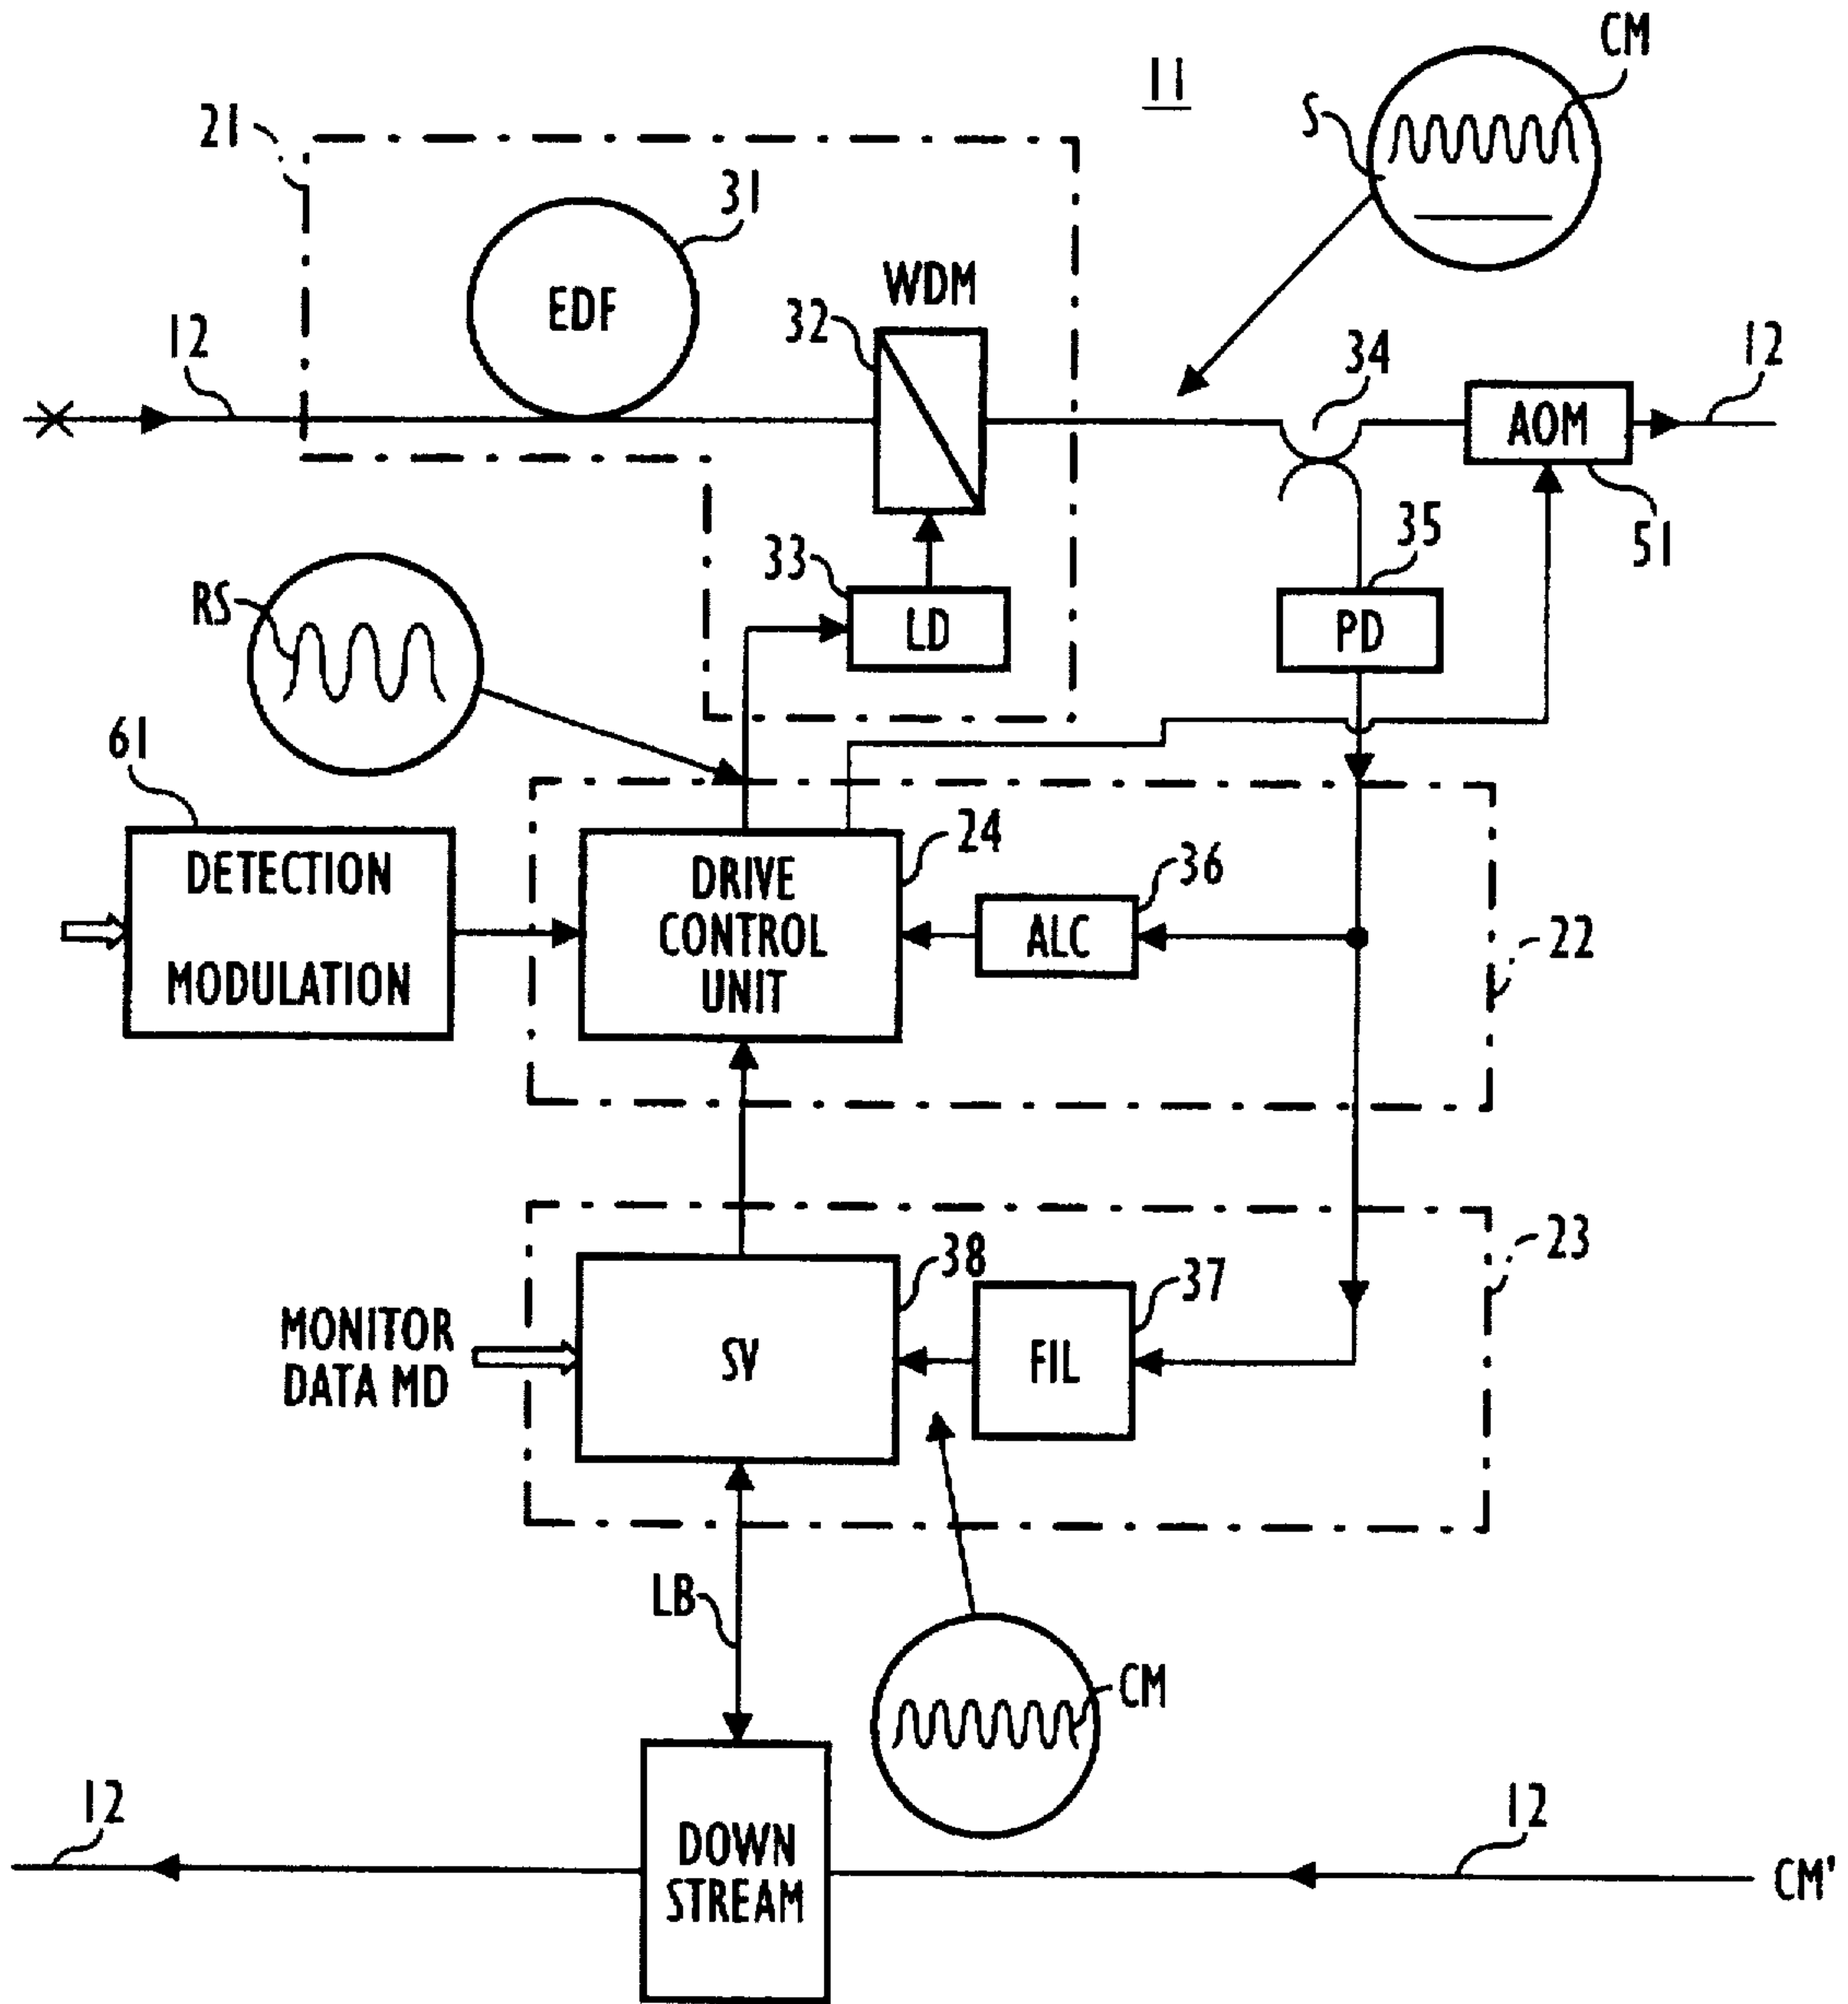 CM
11
S
21
31
EDF
WDM
32
12
34
12
AOM
51
35
33
LD
PD
RS
61
24
36
DETECTION
MODULATION
DRIVE
CONTROL
UNIT
ALC
22
23
38
37
MONITOR
DATA MD
SV
FIL
LB
CM
12
DOWN
STREAM
12
CM'